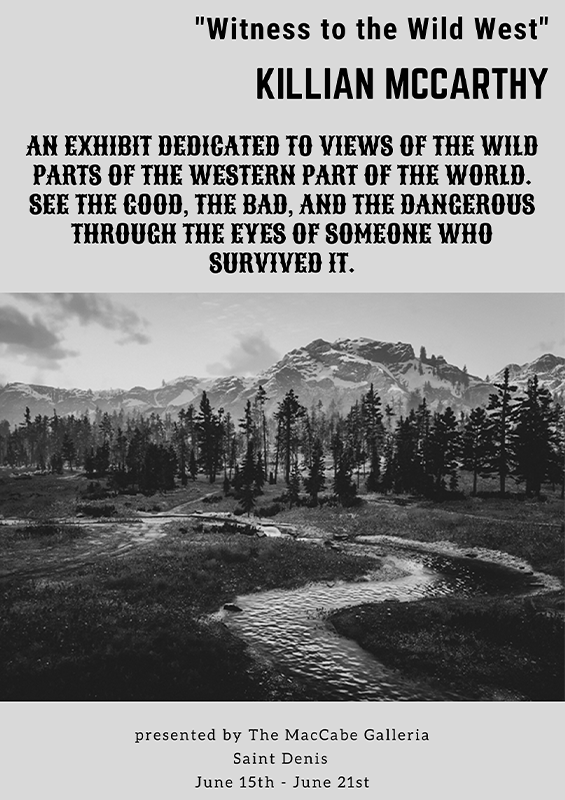 "Witness to the Wild West"
KILLIAN MCCARTHY
AN EXHIBIT DEDICATED TO VIEWS OF THE WILD
PARTS OF THE WESTERN PART OF THE WORLD.
SEE THE GOOD, THE BAD, AND THE DANGEROUS
THROUGH THE EYES OF SOMEONE WHO
SURVIVED IT.
presented by The MacCabe Galleria
Saint Denis
June 15th - June 21st